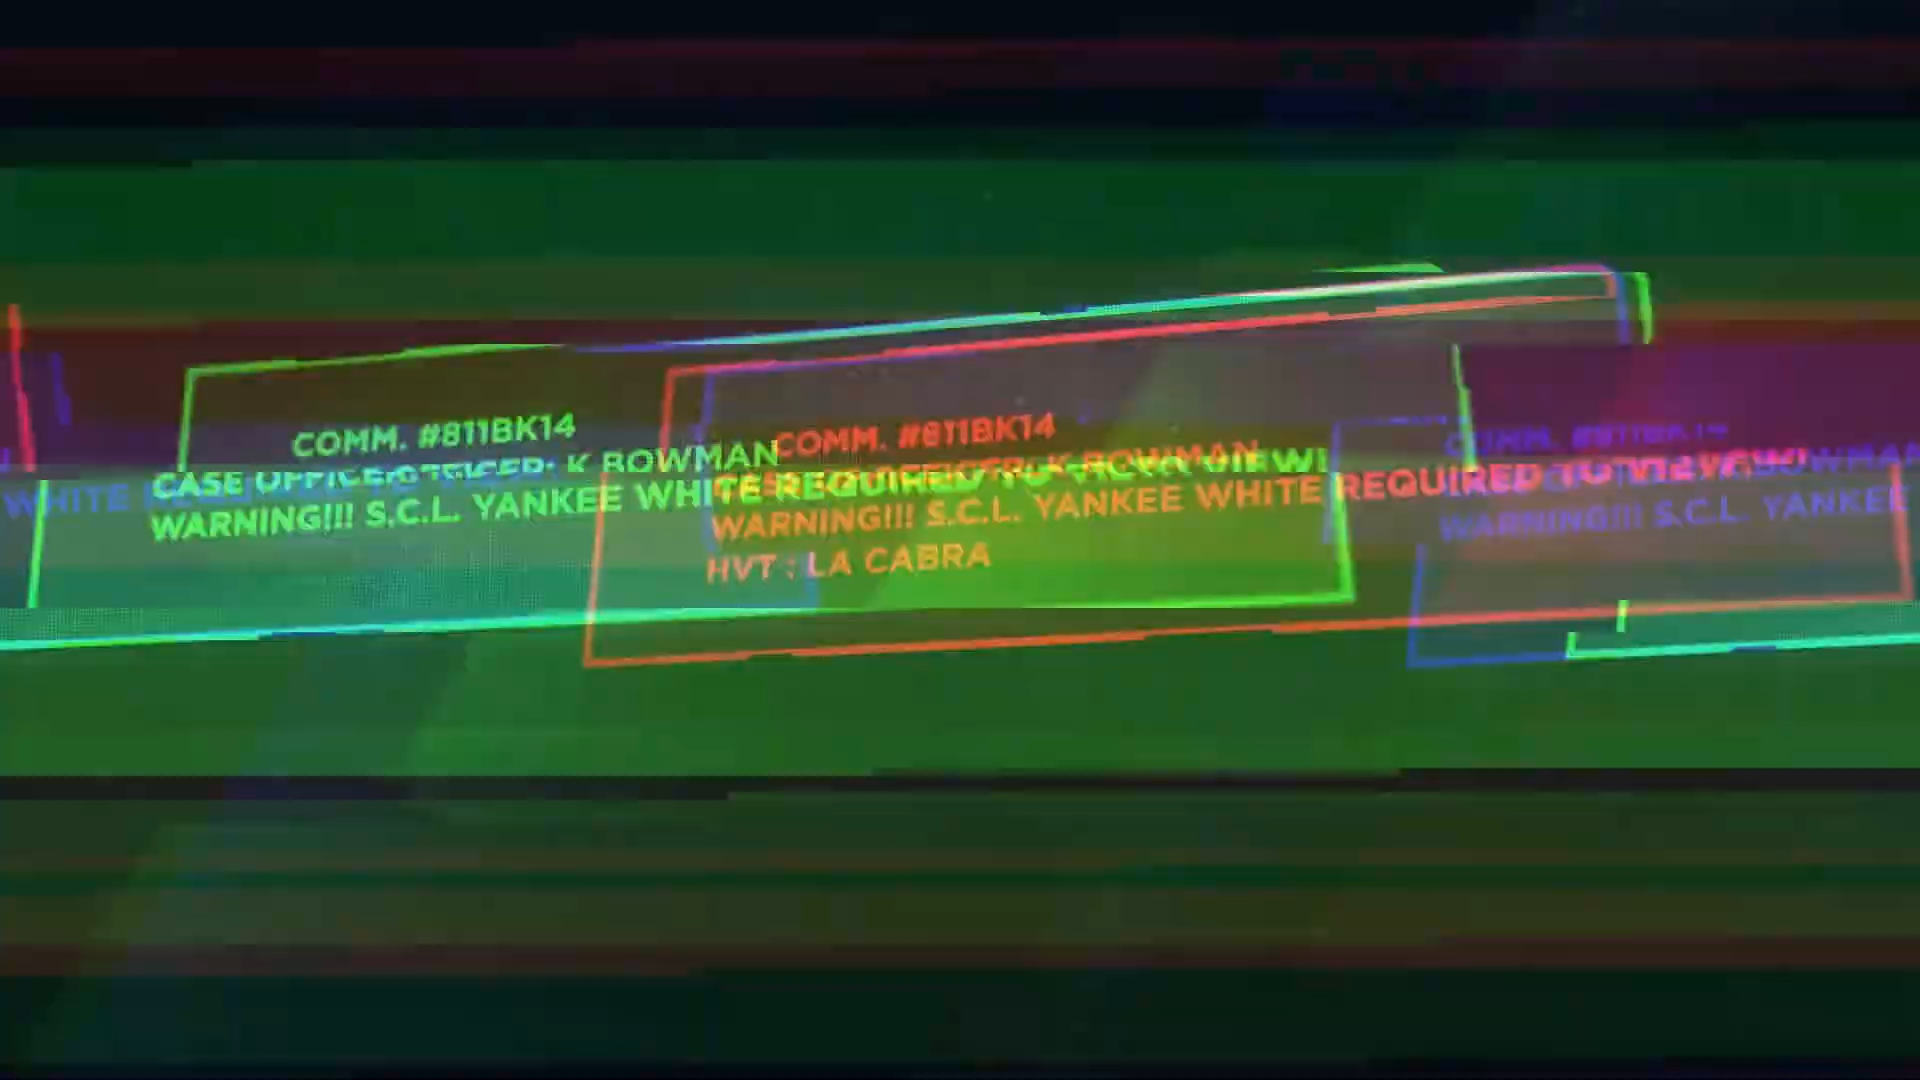 COMM. #811BK14
CASE OFFICER: K BOWMAN
WARNING!!! S.C.L. YANKEE WHITE REQUIRED TO VIEW!
HVT : LA CABRA